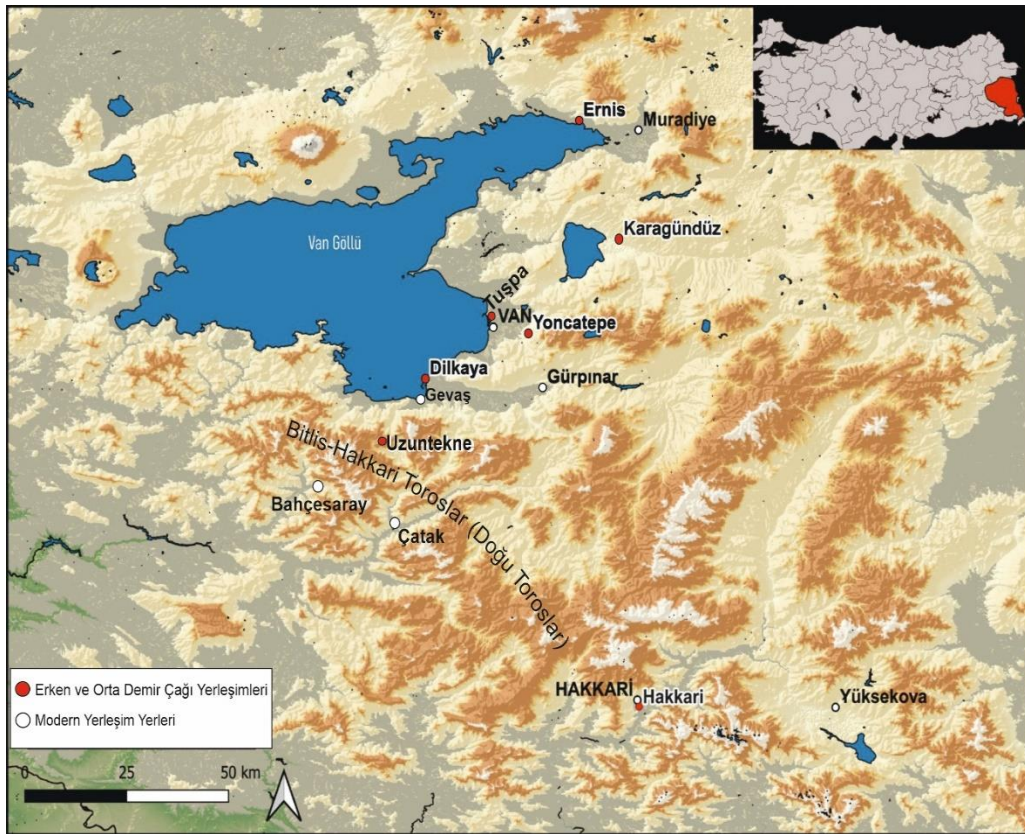 Ernis
Muradiye
Karagündüz
Van Göllü
Tuşpa
VAN
Yoncatepe
Dilkaya
Gevaş
Gürpınar
Uzuntekne
Bitlis-Hakkari Toroslar (Doğu Toroslar)
Bahçesaray
Çatak
HAKKARİ
Hakkari
Yüksekova
Erken ve Orta Demir Çağı Yerleşimleri
Modern Yerleşim Yerleri
0 25 50 km